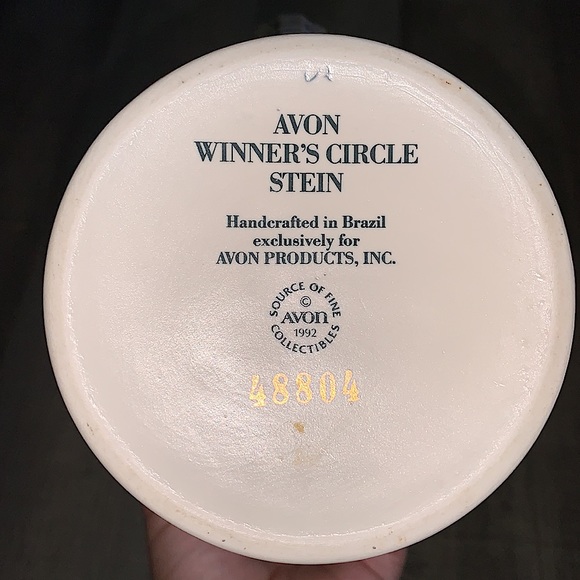 AVON
WINNER'S CIRCLE
STEIN
Handcrafted in Brazil
exclusively for
AVON PRODUCTS, INC.
SOURCE OF FINE
©
AVON
1992
COLLECTIBLES
48804